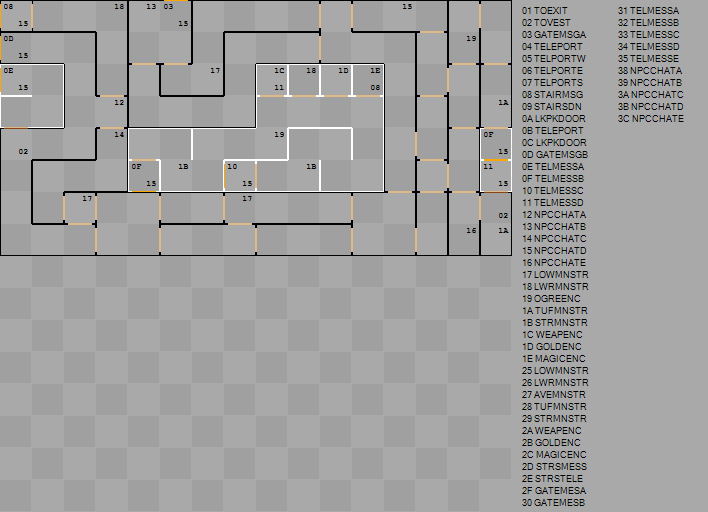 08 18 13 03 15
15 15
0D 19
15
0E 17 1C 18 1D 1E
15 11 08
12 1A
14 19 0F
02 15
0F 1B 10 1B 11
15 15 15
17 17
02
16 1A
01 TOEXIT
02 TOVEST
03 GATEMSGA
04 TELEPORT
05 TELPORTW
06 TELPORTE
07 TELPORTS
08 STAIRMSG
09 STAIRSDN
0A LKPKDOOR
0B TELEPORT
0C LKPKDOOR
0D GATEMSGB
0E TELMESSA
0F TELMESSB
10 TELMESSC
11 TELMESSD
12 NPCCHATA
13 NPCCHATB
14 NPCCHATC
15 NPCCHATD
16 NPCCHATE
17 LOWMNSTR
18 LWRMNSTR
19 OGREENC
1A TUFMNSTR
1B STRMNSTR
1C WEAPENC
1D GOLDENC
1E MAGICENC
25 LOWMNSTR
26 LWRMNSTR
27 AVEMNSTR
28 TUFMNSTR
29 STRMNSTR
2A WEAPENC
2B GOLDENC
2C MAGICENC
2D STRSMESS
2E STRSTELE
2F GATEMESA
30 GATEMESB
31 TELMESSA
32 TELMESSB
33 TELMESSC
34 TELMESSD
35 TELMESSE
38 NPCCHATA
39 NPCCHATB
3A NPCCHATC
3B NPCCHATD
3C NPCCHATE